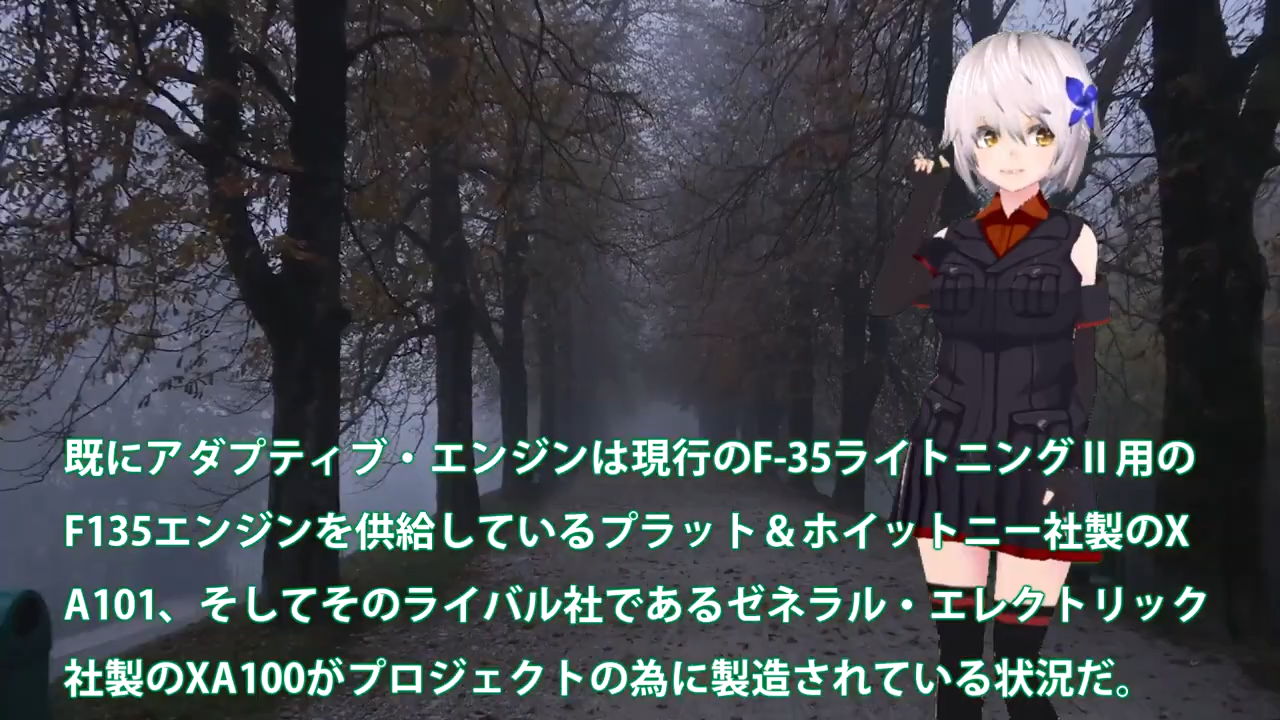 既にアダプティブ・エンジンは現行のF-35ライトニングⅡ用の
F135エンジンを供給しているプラット＆ホイットニー社製のX
A101、そしてそのライバル社であるゼネラル・エレクトリック
社製のXA100がプロジェクトの為に製造されている状況だ。